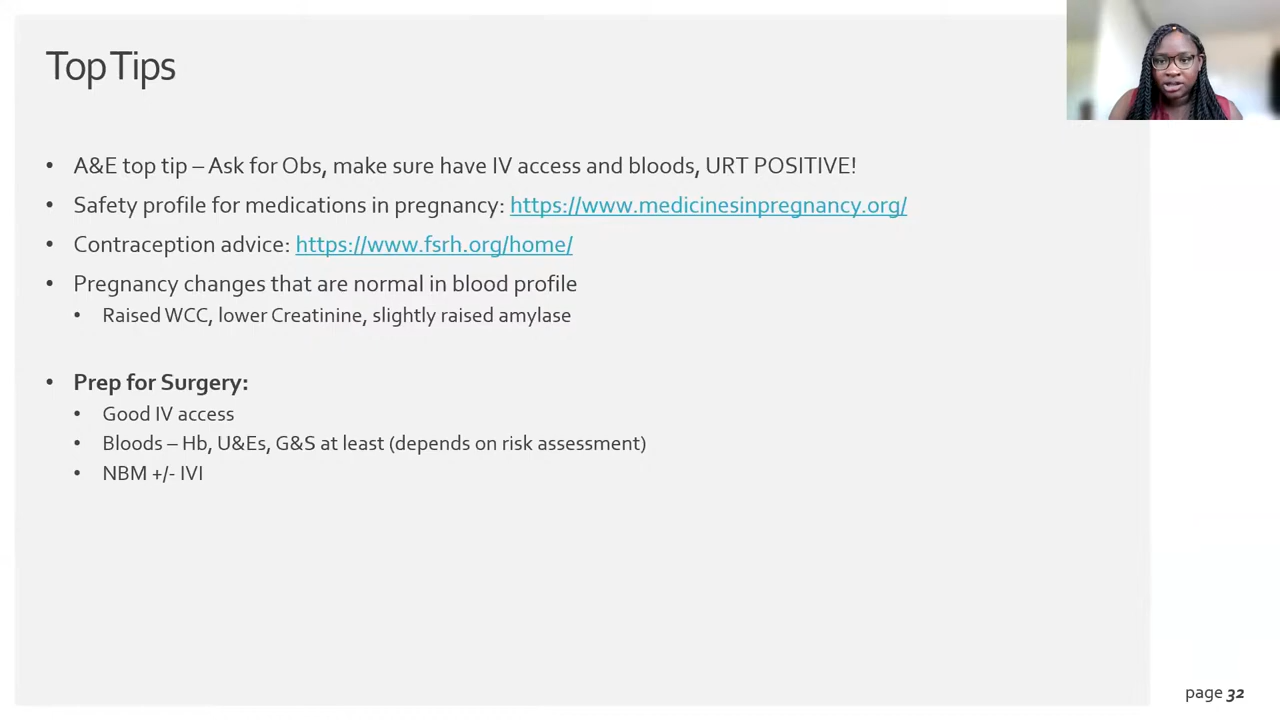 Top Tips
• A&E top tip – Ask for Obs, make sure have IV access and bloods, URT POSITIVE!
• Safety profile for medications in pregnancy: https://www.medicinesinpregnancy.org/
• Contraception advice: https://www.fsrh.org/home/
• Pregnancy changes that are normal in blood profile
• Raised WCC, lower Creatinine, slightly raised amylase
• Prep for Surgery:
• Good IV access
• Bloods – Hb, U&Es, G&S at least (depends on risk assessment)
• NBM +/- IVI
page 32